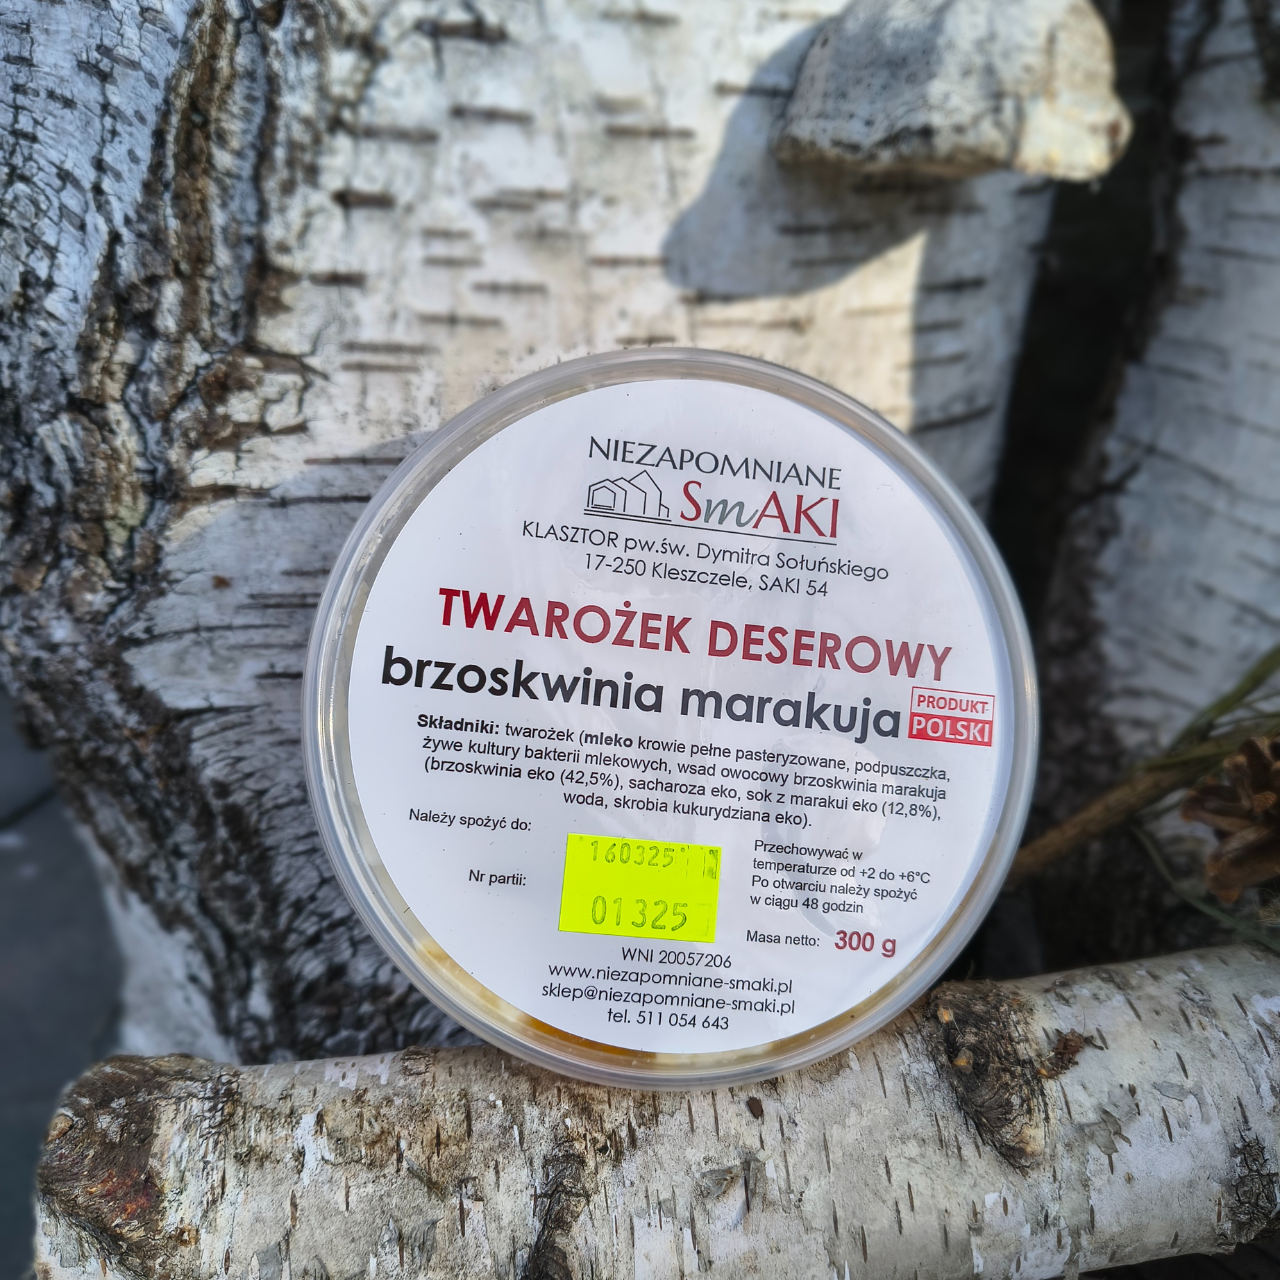 NIEZAPOMNIANE
SmAKI
KLASZTOR pw.św. Dymitra Sołuńskiego
17-250 Kleszczele, SAKI 54
TWAROŻEK DESEROWY
brzoskwinia marakuja
PRODUKT
POLSKI
Składniki: twarożek (mleko krowie pełne pasteryzowane, podpuszczka,
żywe kultury bakterii mlekowych, wsad owocowy brzoskwinia marakuja
(brzoskwinia eko (42,5%), sacharoza eko, sok z marakui eko (12,8%),
woda, skrobia kukurydziana eko).
Należy spożyć do:
160325
Nr partii:
01325
Przechowywać w
temperaturze od +2 do +6°C
Po otwarciu należy spożyć
w ciągu 48 godzin
Masa netto: 300 g
WNI 20057206
www.niezapomniane-smaki.pl
sklep@niezapomniane-smaki.pl
tel. 511 054 643